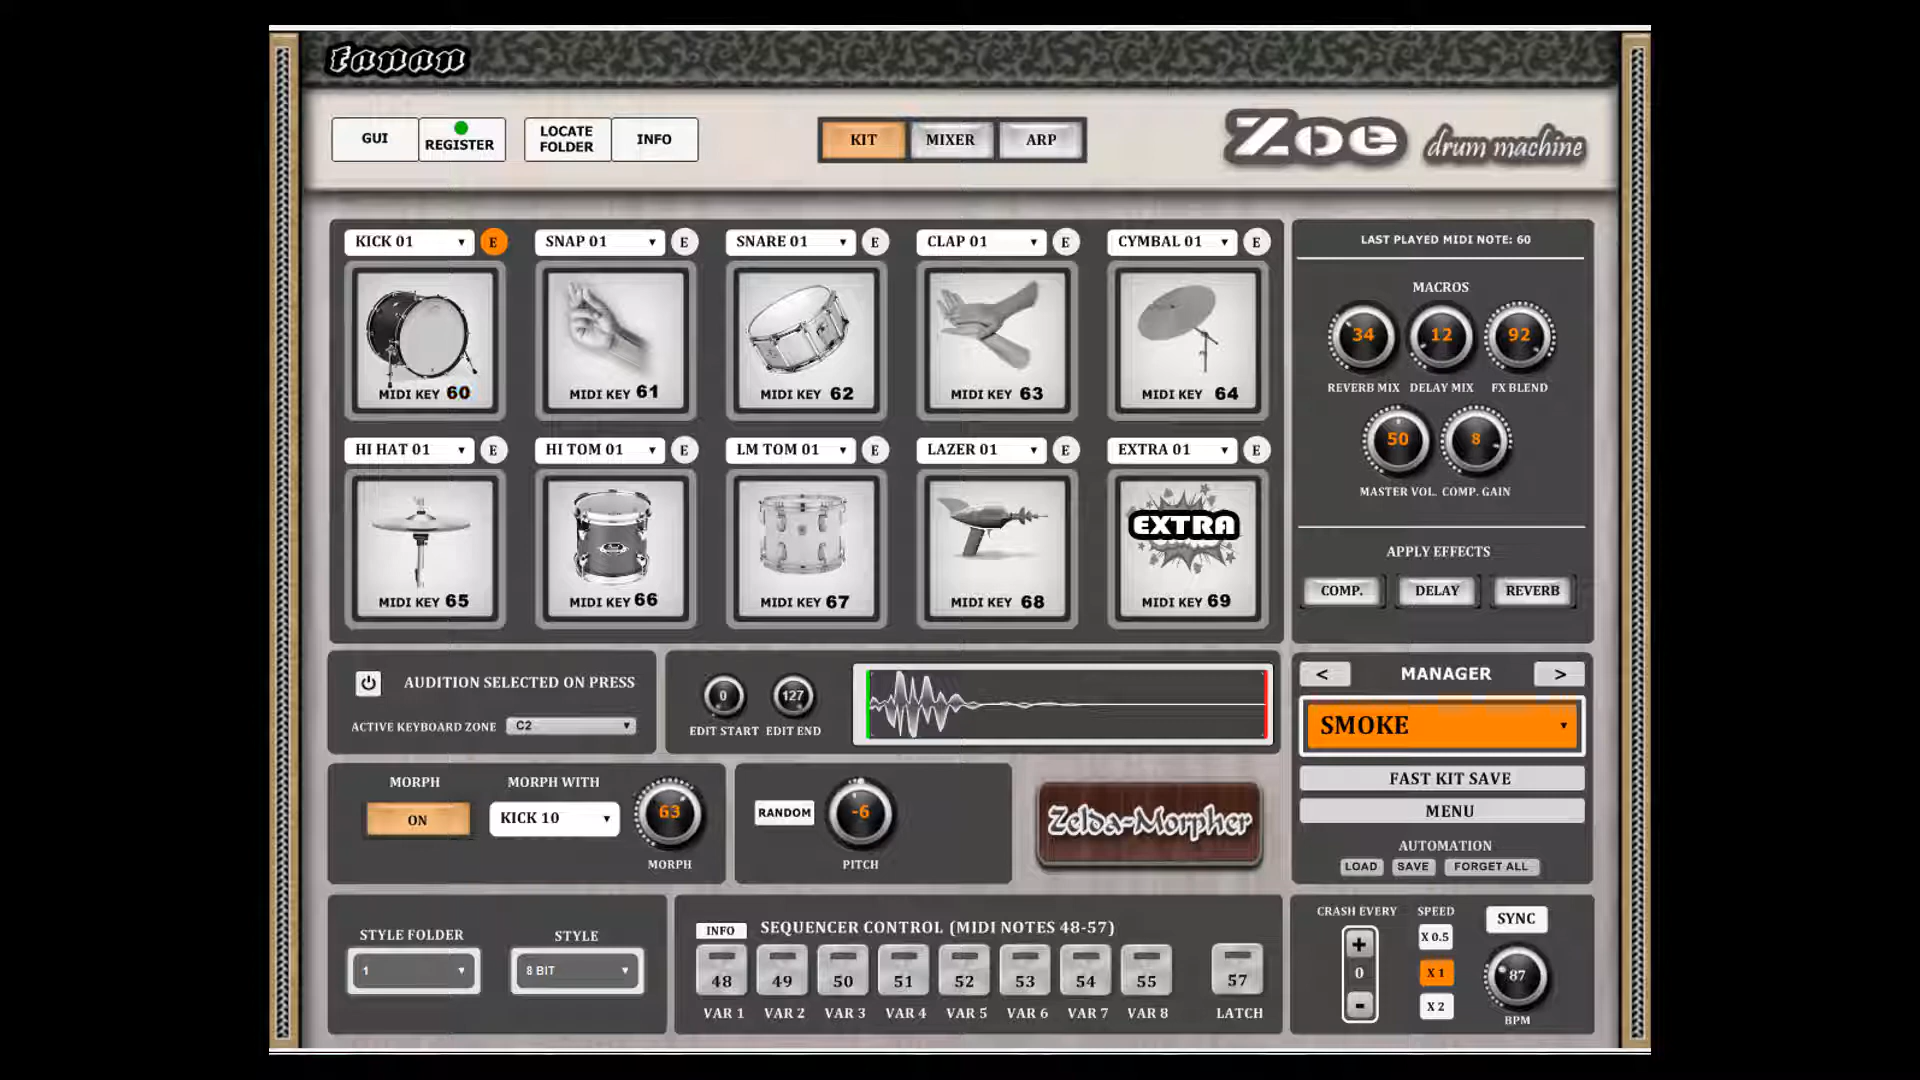 fanan
GUI
REGISTER
LOCATE
FOLDER
INFO
KIT
MIXER
ARP
Zoe drum machine
KICK 01
E
SNAP 01
E
SNARE 01
E
CLAP 01
E
CYMBAL 01
E
MIDI KEY 60
MIDI KEY 61
MIDI KEY 62
MIDI KEY 63
MIDI KEY 64
HI HAT 01
E
HI TOM 01
E
LM TOM 01
E
LAZER 01
E
EXTRA 01
E
EXTRA
MIDI KEY 65
MIDI KEY 66
MIDI KEY 67
MIDI KEY 68
MIDI KEY 69
LAST PLAYED MIDI NOTE: 60
MACROS
34
12
92
REVERB MIX
DELAY MIX
FX BLEND
50
8
MASTER VOL.
COMP. GAIN
APPLY EFFECTS
COMP.
DELAY
REVERB
AUDITION SELECTED ON PRESS
ACTIVE KEYBOARD ZONE
C2
0
127
EDIT START
EDIT END
<
MANAGER
>
SMOKE
FAST KIT SAVE
MENU
AUTOMATION
LOAD
SAVE
FORGET ALL
MORPH
ON
MORPH WITH
KICK 10
63
MORPH
RANDOM
-6
PITCH
Zelda-Morpher
STYLE FOLDER
1
STYLE
8 BIT
INFO
SEQUENCER CONTROL (MIDI NOTES 48-57)
48
49
50
51
52
53
54
55
57
VAR 1
VAR 2
VAR 3
VAR 4
VAR 5
VAR 6
VAR 7
VAR 8
LATCH
CRASH EVERY
+
0
-
SPEED
X 0.5
X 1
X 2
SYNC
87
BPM